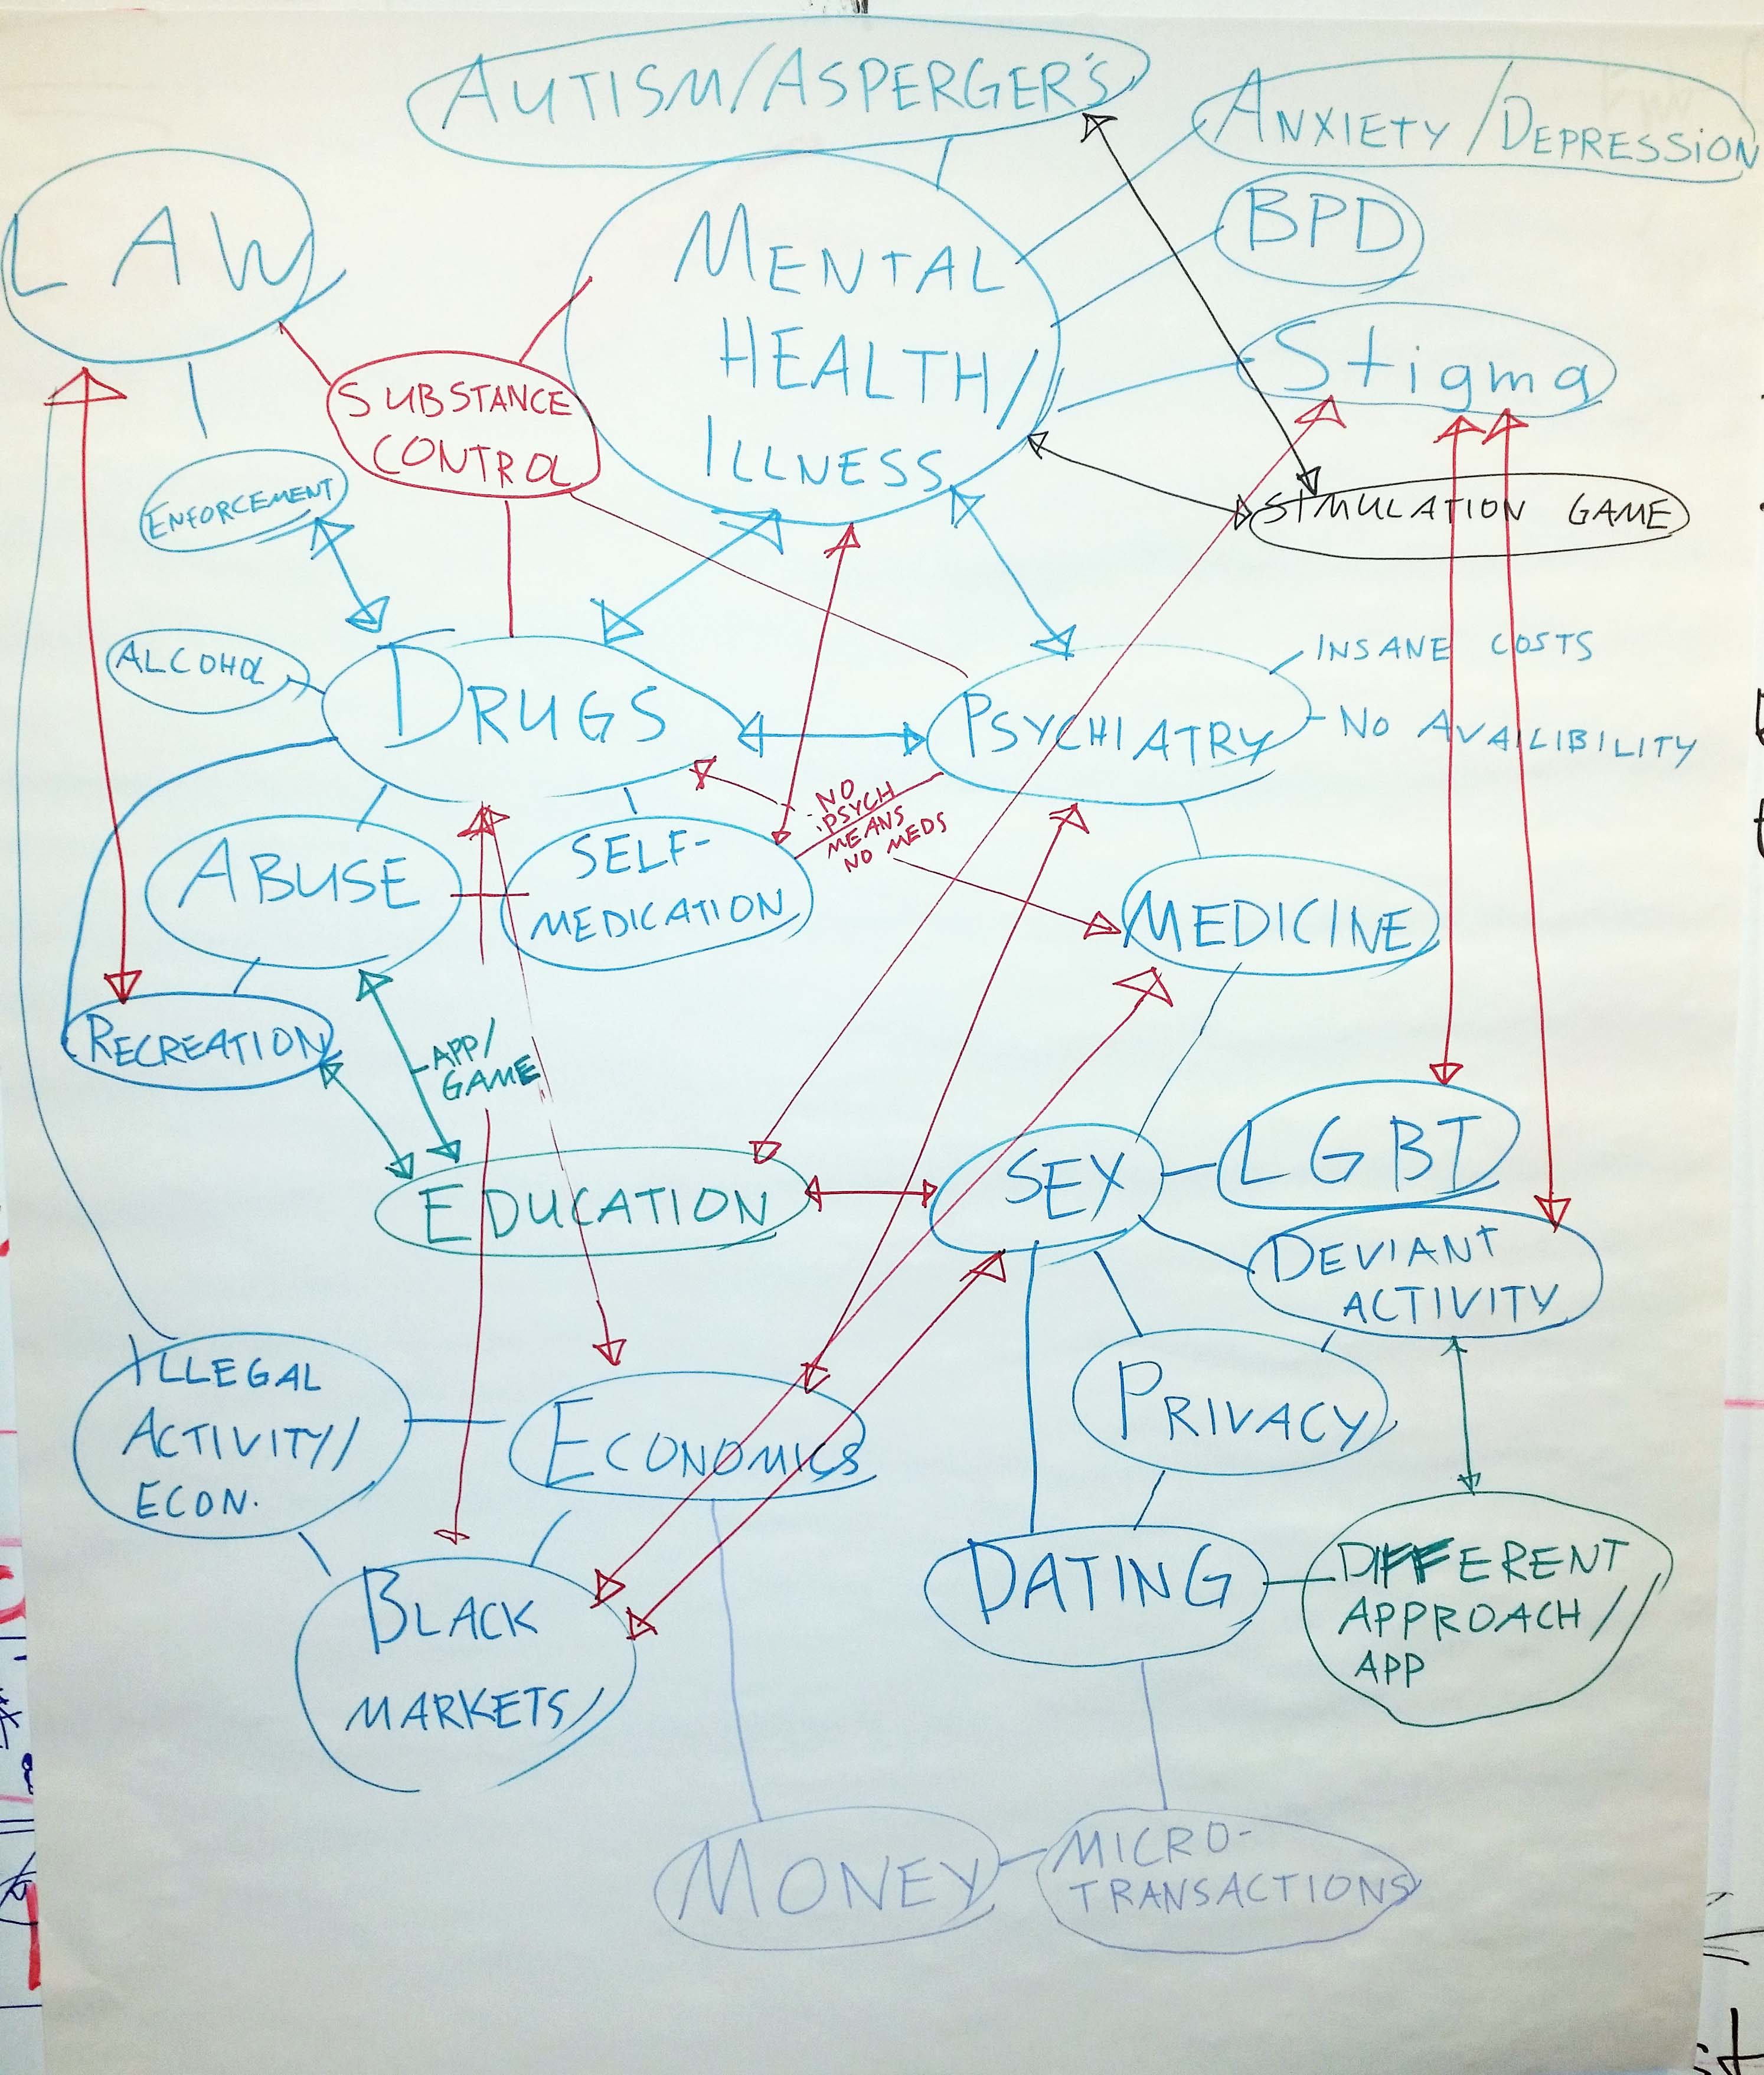 AUTISM/ASPERGER'S
ANXIETY/DEPRESSION
LAW
MENTAL
HEALTH/
ILLNESS
BPD
Stigma
SUBSTANCE
CONTROL
ENFORCEMENT
SIMULATION GAME
ALCOHOL
DRUGS
PSYCHIATRY
INSANE COSTS
NO AVAILIBILITY
NO
PSYCH
MEANS
NO MEDS
ABUSE
SELF-
MEDICATION
MEDICINE
RECREATION
APP/
GAME
EDUCATION
SEX
LGBT
DEVIANT
ACTIVITY
ILLEGAL
ACTIVITY/
ECON.
ECONOMICS
PRIVACY
BLACK
MARKETS
DATING
DIFFERENT
APPROACH/
APP
MONEY
MICRO-
TRANSACTIONS